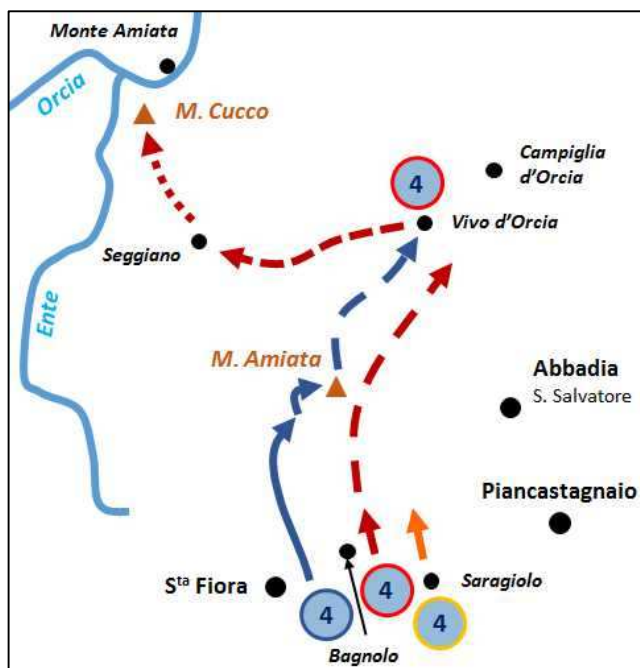 Monte Amiata
Orcia
M. Cucco
4
Campiglia
d'Orcia
Vivo d'Orcia
Seggiano
Ente
M. Amiata
Abbadia
S. Salvatore
Piancastagnaio
Sta Fiora
4
4
Saragiolo
4
Bagnolo